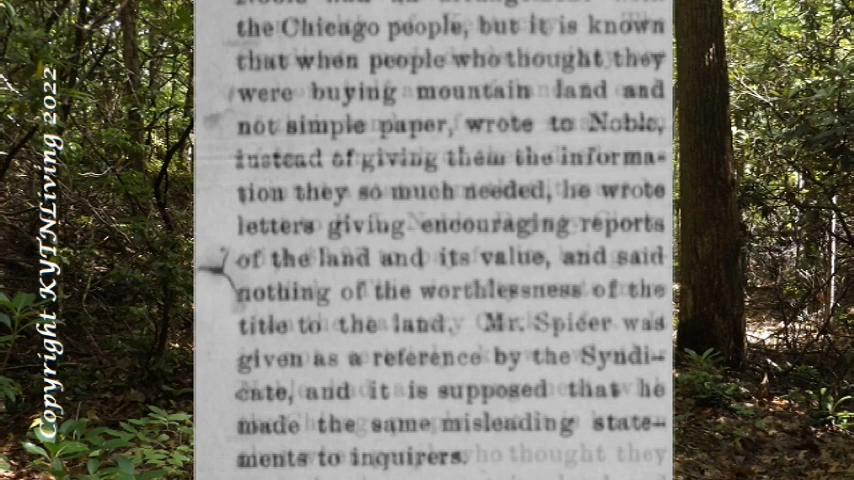 the Chicago people, but it is known
that when people who thought they
were buying mountain land and
not simple paper, wrote to Noble,
instead of giving them the informa-
tion they so much needed, he wrote
letters giving encouraging reports
of the land and its value, and said
nothing of the worthlessness of the
title to the land. Mr. Spicer was
given as a reference by the Syndi-
cate, and it is supposed that he
made the same misleading state-
ments to inquirers.
who thought they
Copyright KYTNLiving 2022